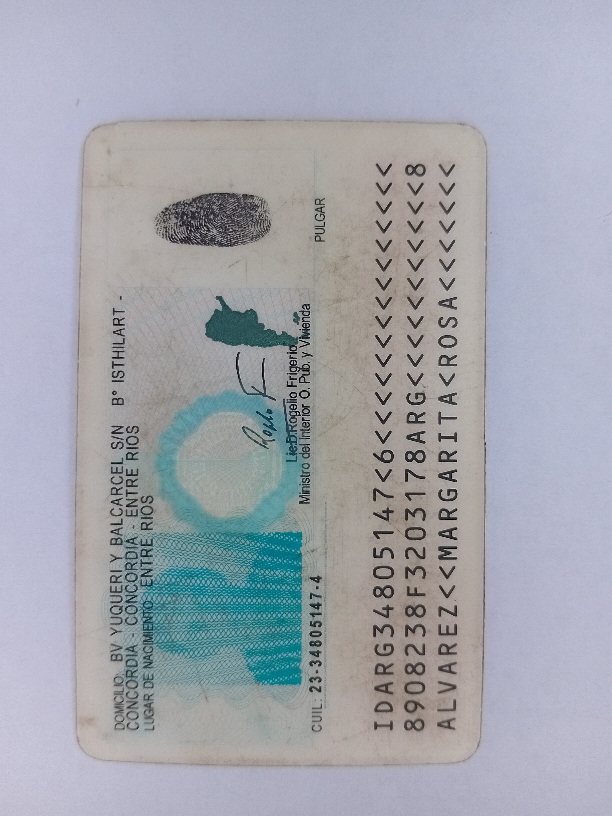 DOMICILIO: BV YUQUERI Y BALCARCEL S/N B° ISTHILART -
CONCORDIA - CONCORDIA - ENTRE RIOS
LUGAR DE NACIMIENTO: ENTRE RIOS
Lic. Rogelio Frigerio
Ministro del Interior O. Pub. y Vivienda
CUIL: 23-34805147-4
PULGAR
IDARG34805147<6<<<<<<<<<<<<<<<
8908238F3203178ARG<<<<<<<<<<<8
ALVAREZ<<MARGARITA<ROSA<<<<<<<